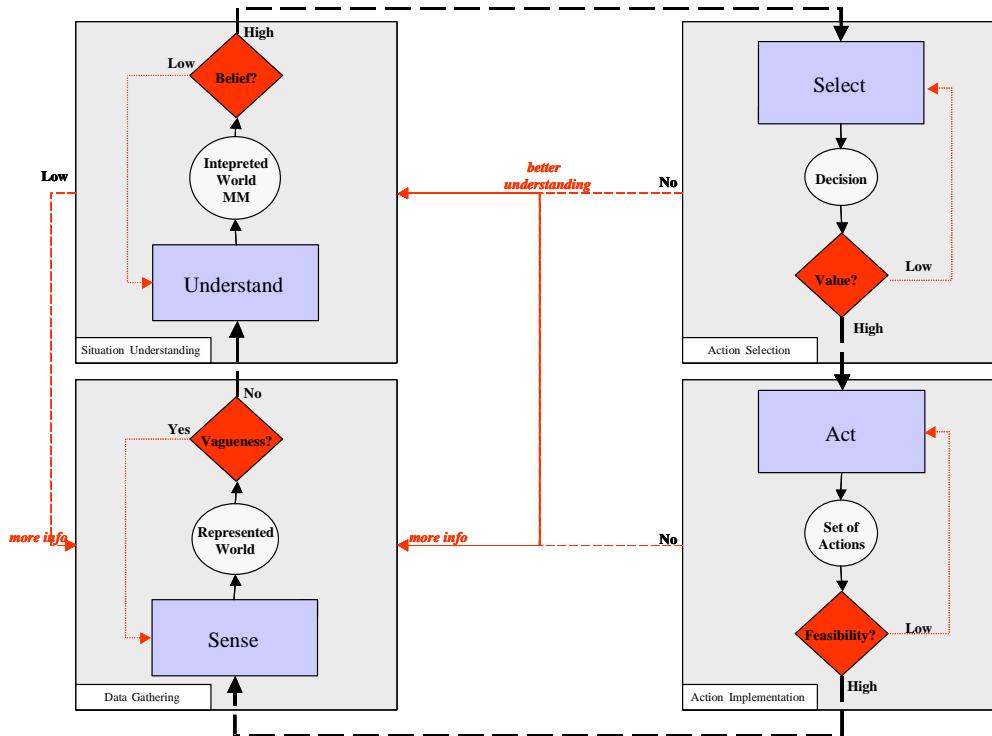 High
Low
Belief?
Intepreted
World
MM
Understand
Situation Understanding
Low
No
Yes
Vagueness?
Represented
World
Sense
Data Gathering
more info
better
understanding
more info
No
No
Select
Decision
Value?
Low
High
Action Selection
Act
Set of
Actions
Feasibility?
Low
High
Action Implementation